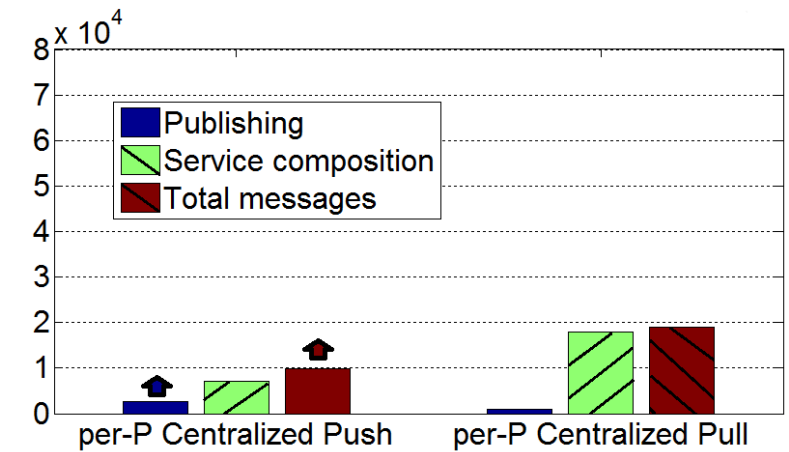 x 10^4
8
7
6
5
4
3
2
1
0
Publishing
Service composition
Total messages
per-P Centralized Push
per-P Centralized Pull